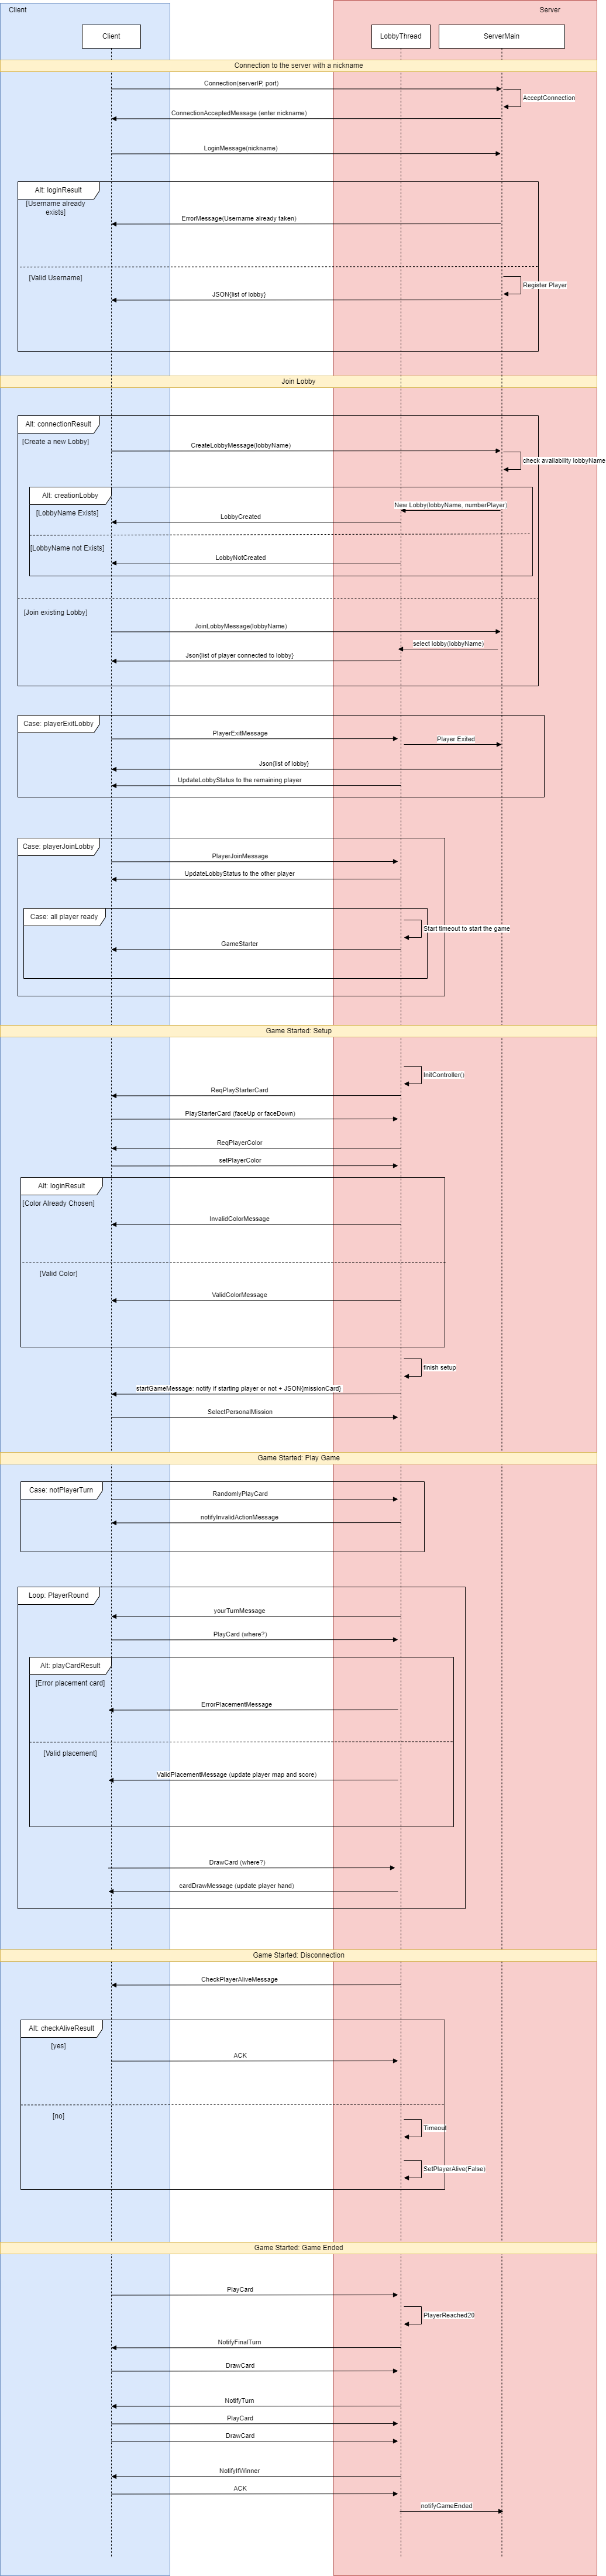 Client
Server
Client
LobbyThread
ServerMain
Connection to the server with a nickname
Connection(serverIP, port)
AcceptConnection
ConnectionAcceptedMessage (enter nickname)
LoginMessage(nickname)
Alt: loginResult
[Username already
exists]
ErrorMessage(Username already taken)
[Valid Username]
Register Player
JSON{list of lobby}
Join Lobby
Alt: connectionResult
[Create a new Lobby]
CreateLobbyMessage(lobbyName)
check availability lobbyName
Alt: creationLobby
New Lobby(lobbyName, numberPlayer)
[LobbyName Exists]
LobbyCreated
[LobbyName not Exists]
LobbyNotCreated
[Join existing Lobby]
JoinLobbyMessage(lobbyName)
select lobby(lobbyName)
Json{list of player connected to lobby}
Case: playerExitLobby
PlayerExitMessage
Player Exited
Json{list of lobby}
UpdateLobbyStatus to the remaining player
Case: playerJoinLobby
PlayerJoinMessage
UpdateLobbyStatus to the other player
Case: all player ready
Start timeout to start the game
GameStarter
Game Started: Setup
InitController()
ReqPlayStarterCard
PlayStarterCard (faceUp or faceDown)
ReqPlayerColor
setPlayerColor
Alt: loginResult
[Color Already Chosen]
InvalidColorMessage
[Valid Color]
ValidColorMessage
finish setup
startGameMessage: notify if starting player or not + JSON{missionCard}
SelectPersonalMission
Game Started: Play Game
Case: notPlayerTurn
RandomlyPlayCard
notifyInvalidActionMessage
Loop: PlayerRound
yourTurnMessage
PlayCard (where?)
Alt: playCardResult
[Error placement card]
ErrorPlacementMessage
[Valid placement]
ValidPlacementMessage (update player map and score)
DrawCard (where?)
cardDrawMessage (update player hand)
Game Started: Disconnection
CheckPlayerAliveMessage
Alt: checkAliveResult
[yes]
ACK
[no]
Timeout
SetPlayerAlive(False)
Game Started: Game Ended
PlayCard
PlayerReached20
NotifyFinalTurn
DrawCard
NotifyTurn
PlayCard
DrawCard
NotifyIfWinner
ACK
notifyGameEnded